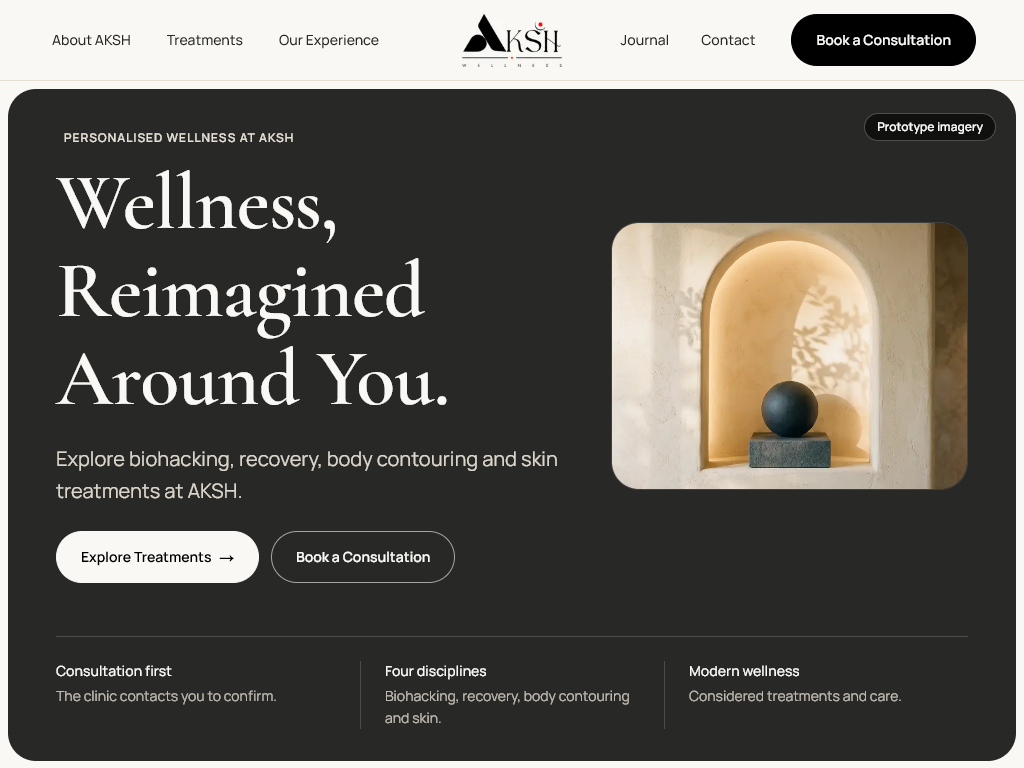 About AKSH
Treatments
Our Experience
AKSH
WELLNESS
Journal
Contact
Book a Consultation
PERSONALISED WELLNESS AT AKSH
Prototype imagery
Wellness,
Reimagined
Around You.
Explore biohacking, recovery, body contouring and skin
treatments at AKSH.
Explore Treatments →
Book a Consultation
Consultation first
The clinic contacts you to confirm.
Four disciplines
Biohacking, recovery, body contouring
and skin.
Modern wellness
Considered treatments and care.